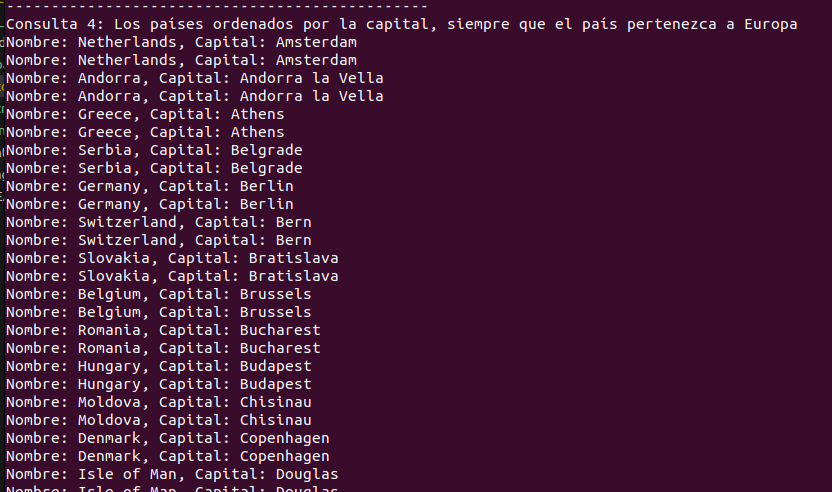 ------------------------------------------------
Consulta 4: Los países ordenados por la capital, siempre que el país pertenezca a Europa
Nombre: Netherlands, Capital: Amsterdam
Nombre: Netherlands, Capital: Amsterdam
Nombre: Andorra, Capital: Andorra la Vella
Nombre: Andorra, Capital: Andorra la Vella
Nombre: Greece, Capital: Athens
Nombre: Greece, Capital: Athens
Nombre: Serbia, Capital: Belgrade
Nombre: Serbia, Capital: Belgrade
Nombre: Germany, Capital: Berlin
Nombre: Germany, Capital: Berlin
Nombre: Switzerland, Capital: Bern
Nombre: Switzerland, Capital: Bern
Nombre: Slovakia, Capital: Bratislava
Nombre: Slovakia, Capital: Bratislava
Nombre: Belgium, Capital: Brussels
Nombre: Belgium, Capital: Brussels
Nombre: Romania, Capital: Bucharest
Nombre: Romania, Capital: Bucharest
Nombre: Hungary, Capital: Budapest
Nombre: Hungary, Capital: Budapest
Nombre: Moldova, Capital: Chisinau
Nombre: Moldova, Capital: Chisinau
Nombre: Denmark, Capital: Copenhagen
Nombre: Denmark, Capital: Copenhagen
Nombre: Isle of Man, Capital: Douglas
Nombre: Isle of Man, Capital: Douglas